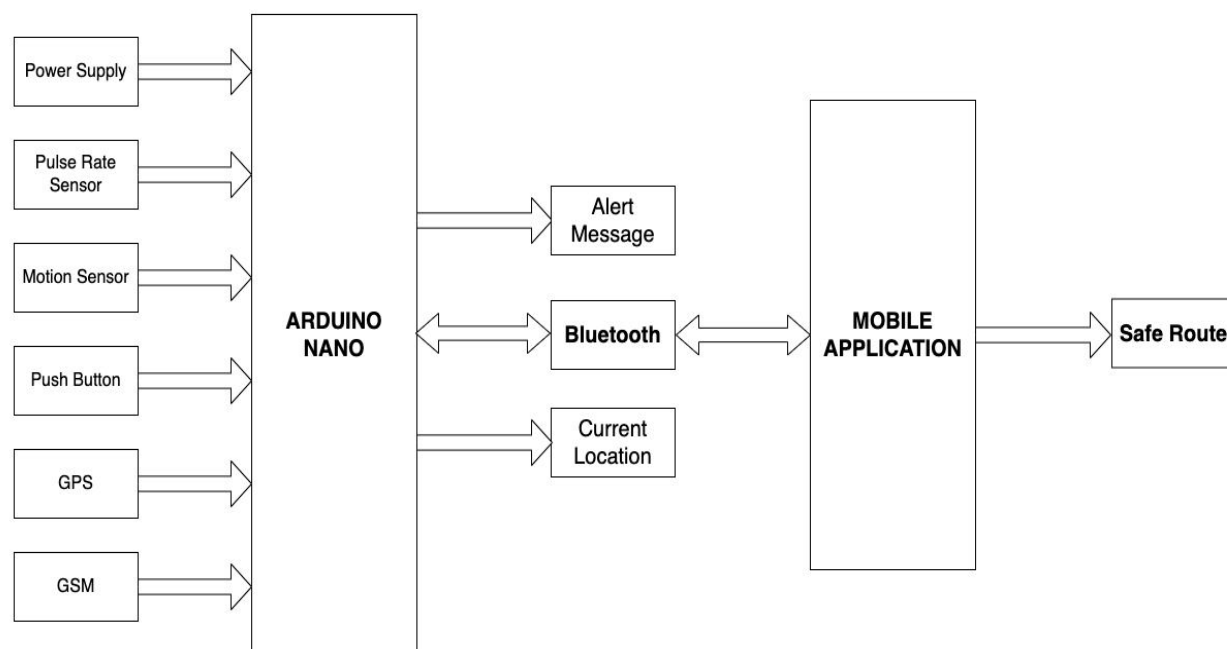 Power Supply
Pulse Rate
Sensor
Motion Sensor
Push Button
GPS
GSM
ARDUINO
NANO
Alert
Message
Bluetooth
Current
Location
MOBILE
APPLICATION
Safe Route